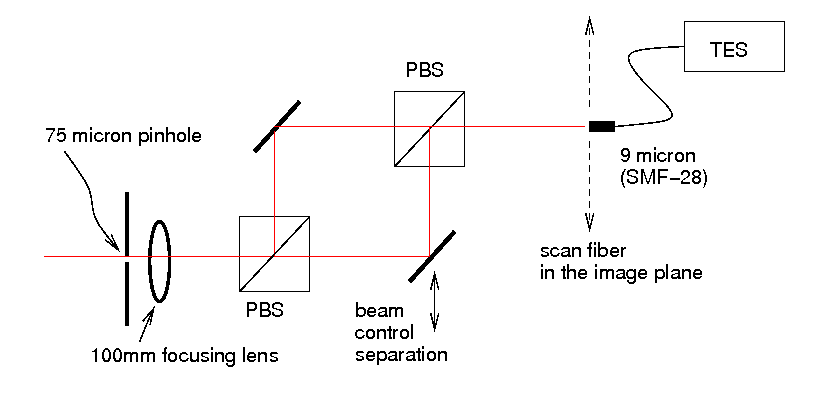 TES
PBS
75 micron pinhole
9 micron
(SMF−28)
scan fiber
in the image plane
PBS
beam
control
separation
100mm focusing lens